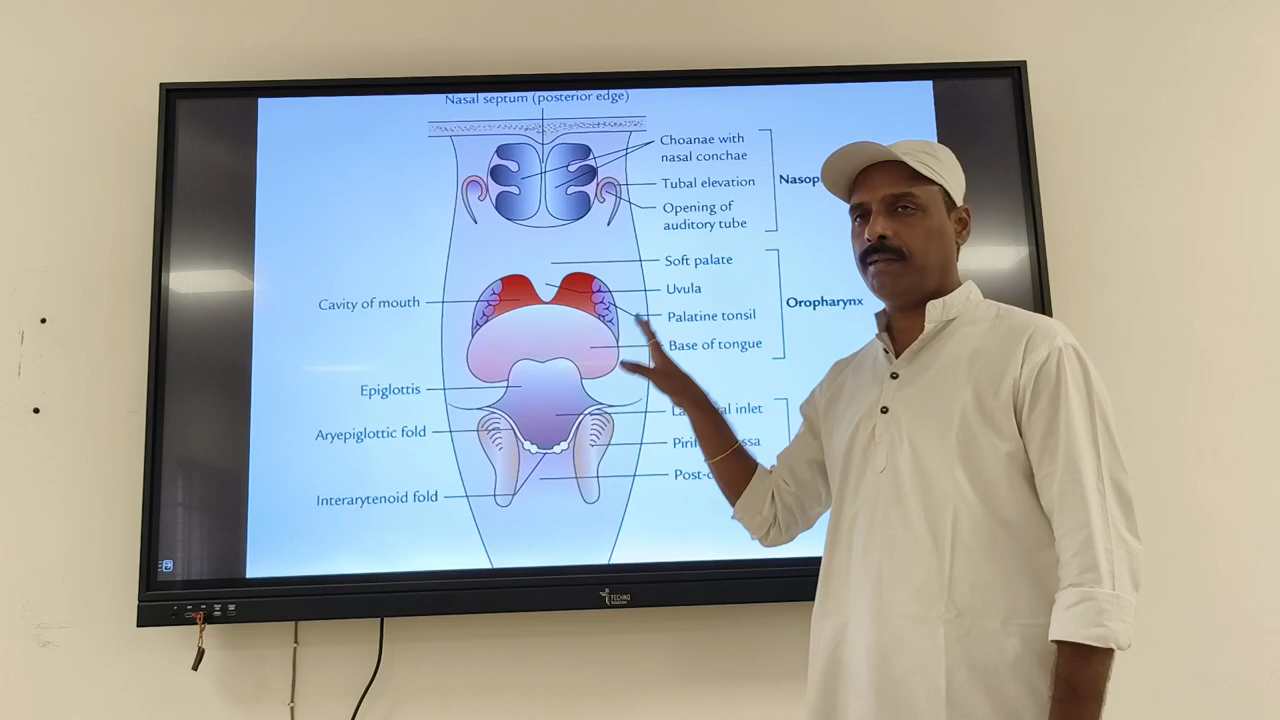 Nasal septum (posterior edge)
Choanae with
nasal conchae
Tubal elevation
Opening of
auditory tube
Soft palate
Uvula
Palatine tonsil
Base of tongue
Oropharynx
Cavity of mouth
Epiglottis
Aryepiglottic fold
Interarytenoid fold
inlet
TECHNO